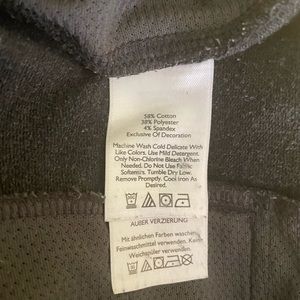 58% Cotton
38% Polyester
4% Spandex
Exclusive Of Decoration
Machine Wash Cold Delicate With
Like Colors. Use Mild Detergent.
Only Non-Chlorine Bleach When
Needed. Do Not Use Fabric
Softeners. Tumble Dry Low.
Remove Promptly. Cool Iron As
Desired.
AUßER VERZIERUNG
Mit ähnlichen Farben waschen.
Feinwaschmittel verwenden. Keinen
Weichspüler verwenden.